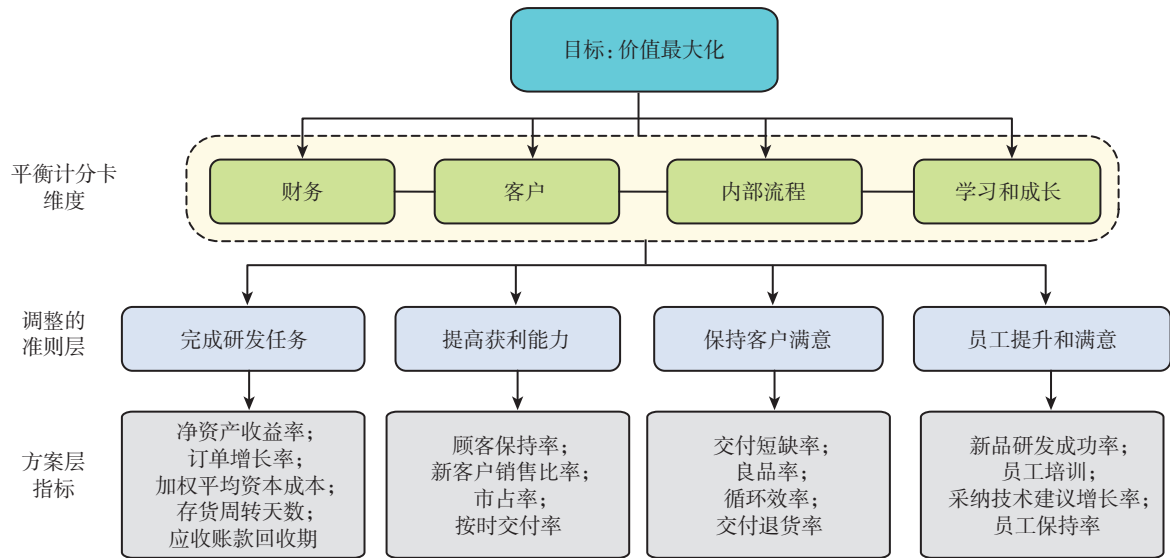 目标：价值最大化
平衡计分卡
维度
财务
客户
内部流程
学习和成长
调整的
准则层
完成研发任务
提高获利能力
保持客户满意
员工提升和满意
方案层
指标
净资产收益率；
订单增长率；
加权平均资本成本；
存货周转天数；
应收账款回收期
顾客保持率；
新客户销售比率；
市占率；
按时交付率
交付短缺率；
良品率；
循环效率；
交付退货率
新品研发成功率；
员工培训；
采纳技术建议增长率；
员工保持率